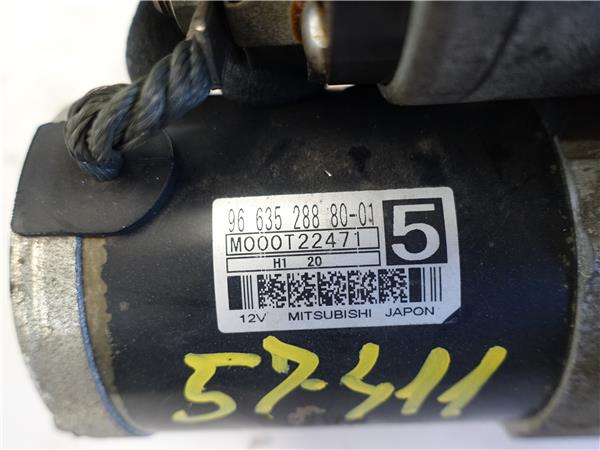 96 635 288 80-01
M000T22471
5
H1 20
12V MITSUBISHI JAPON
57-411